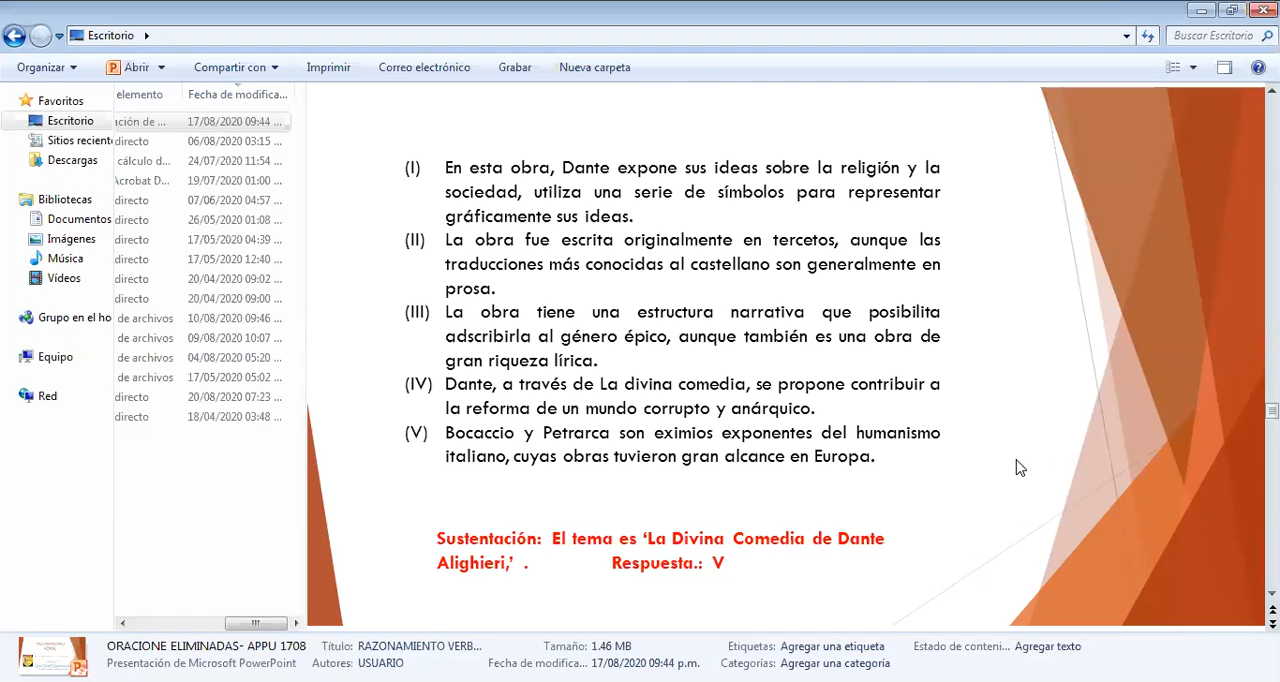 Escritorio
Buscar Escritorio
Organizar Abrir Compartir con Imprimir Correo electrónico Grabar Nueva carpeta
Favoritos
Escritorio
Sitios recient
Descargas
Bibliotecas
Documentos
Imágenes
Música
Vídeos
Grupo en el ho
Equipo
Red
elemento Fecha de modifica...
ación de ... 17/08/2020 09:44 ...
directo 06/08/2020 03:15 ...
cálculo d... 24/07/2020 11:54 ...
Acrobat D... 19/07/2020 01:00 ...
directo 07/06/2020 04:57 ...
directo 26/05/2020 01:08 ...
directo 17/05/2020 04:39 ...
directo 17/05/2020 12:40 ...
directo 20/04/2020 09:02 ...
directo 20/04/2020 09:00 ...
de archivos 10/08/2020 09:46 ...
de archivos 09/08/2020 10:07 ...
de archivos 04/08/2020 05:20 ...
de archivos 17/05/2020 05:02 ...
directo 20/08/2020 07:23 ...
directo 18/04/2020 03:48 ...
(I) En esta obra, Dante expone sus ideas sobre la religión y la
sociedad, utiliza una serie de símbolos para representar
gráficamente sus ideas.
(II) La obra fue escrita originalmente en tercetos, aunque las
traducciones más conocidas al castellano son generalmente en
prosa.
(III) La obra tiene una estructura narrativa que posibilita
adscribirla al género épico, aunque también es una obra de
gran riqueza lírica.
(IV) Dante, a través de La divina comedia, se propone contribuir a
la reforma de un mundo corrupto y anárquico.
(V) Bocaccio y Petrarca son eximios exponentes del humanismo
italiano, cuyas obras tuvieron gran alcance en Europa.
Sustentación: El tema es ‘La Divina Comedia de Dante
Alighieri,’ . Respuesta.: V
ORACIONE ELIMINADAS- APPU 1708 Título: RAZONAMIENTO VERB... Tamaño: 1.46 MB Etiquetas: Agregar una etiqueta Estado de conteni... Agregar texto
Presentación de Microsoft PowerPoint Autores: USUARIO Fecha de modifica... 17/08/2020 09:44 p.m. Categorías: Agregar una categoría